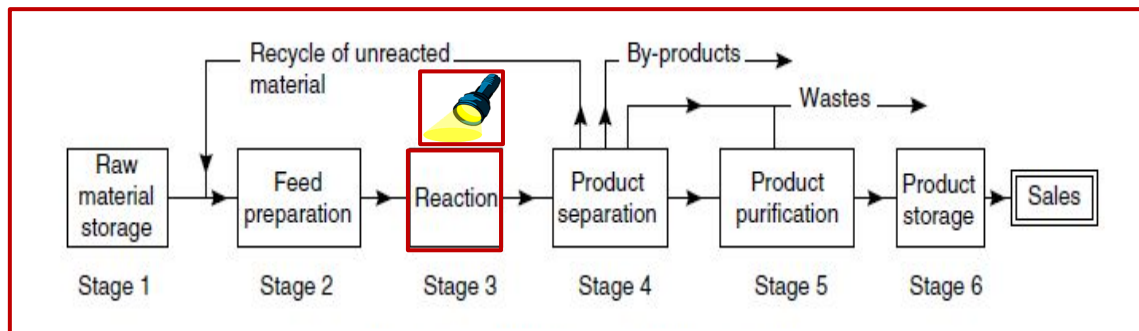 Recycle of unreacted
material
By-products
Wastes
Raw
material
storage
Feed
preparation
Reaction
Product
separation
Product
purification
Product
storage
Sales
Stage 1
Stage 2
Stage 3
Stage 4
Stage 5
Stage 6